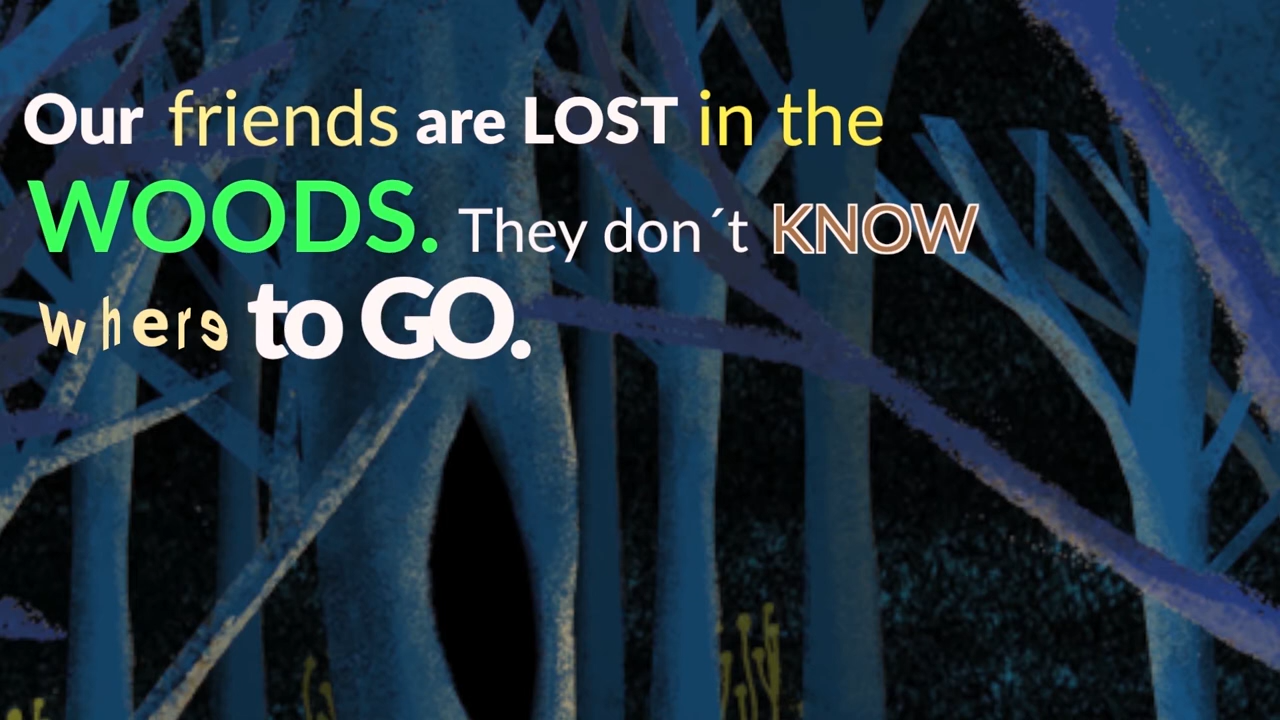 Our friends are LOST in the
WOODS. They don´t KNOW
where to GO.